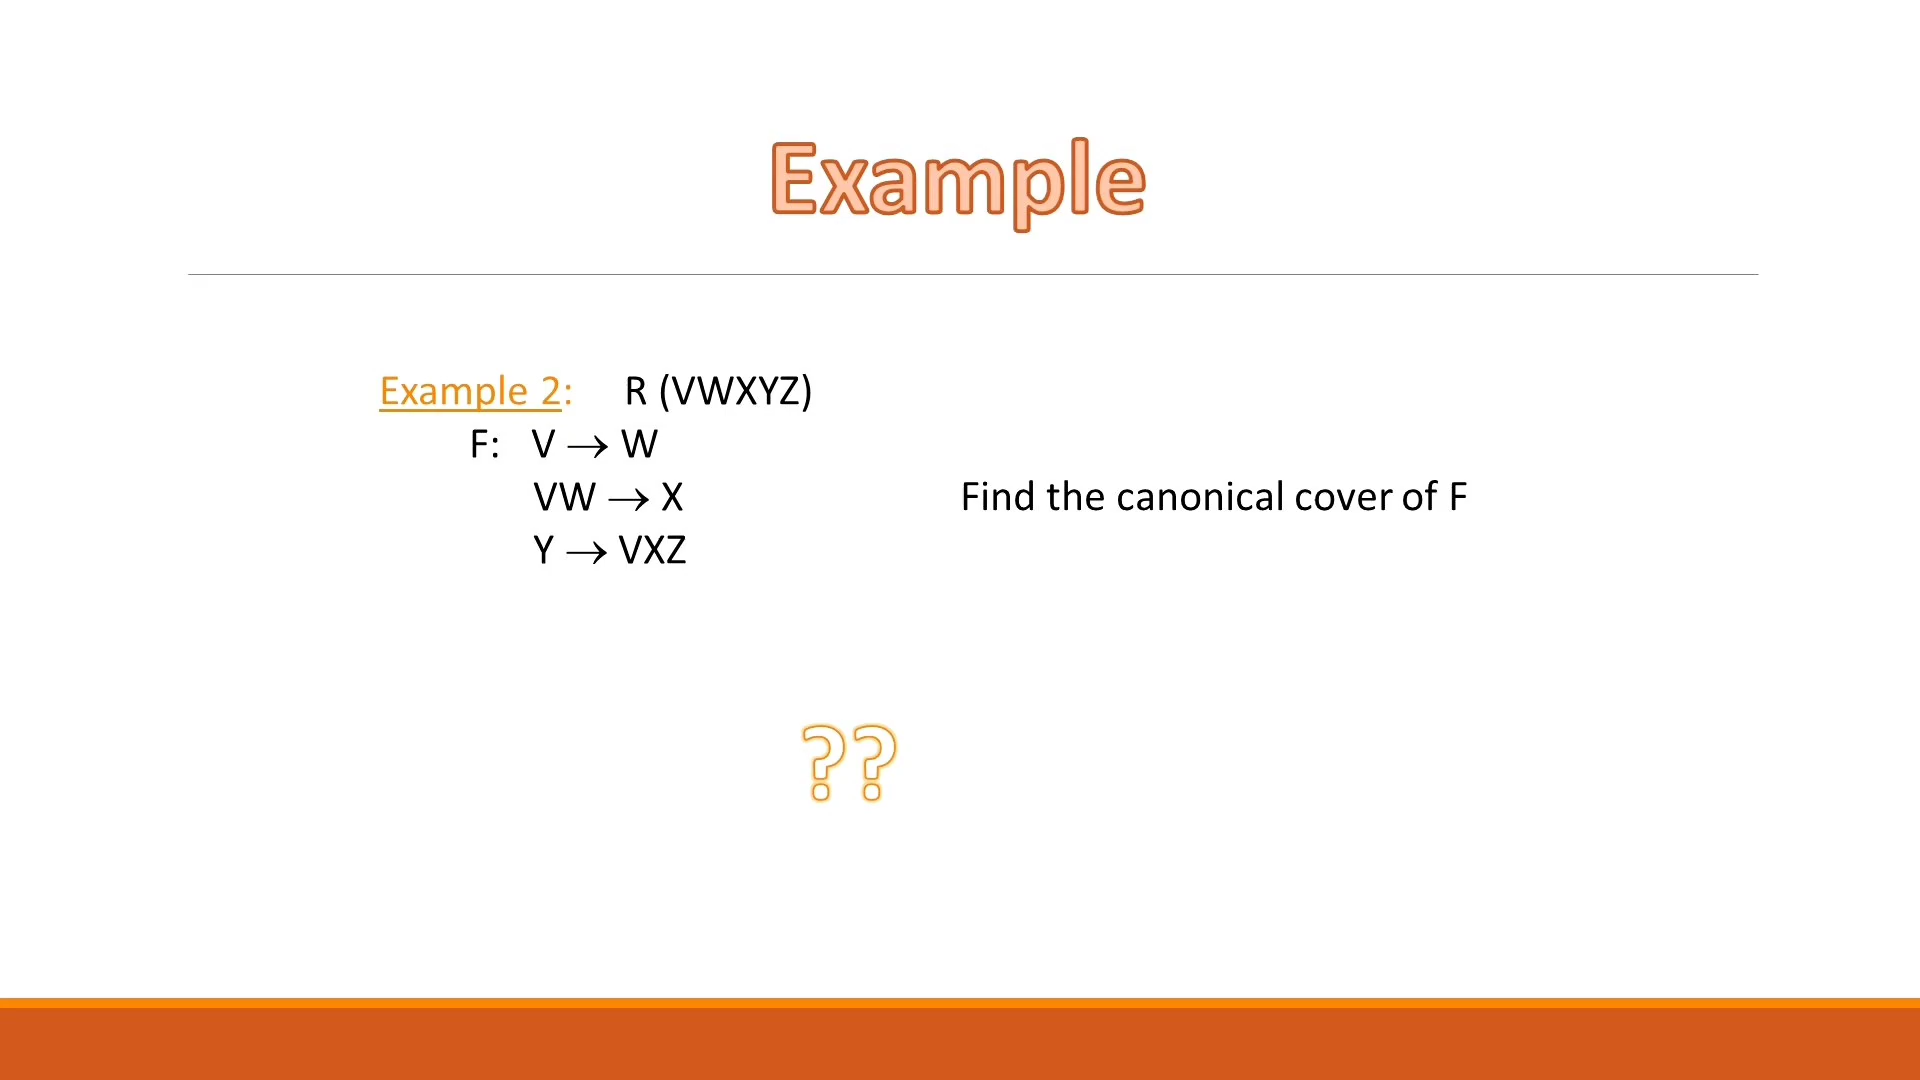 Example
Example 2: R (VWXYZ)
F: V → W
VW → X Find the canonical cover of F
Y → VXZ
??